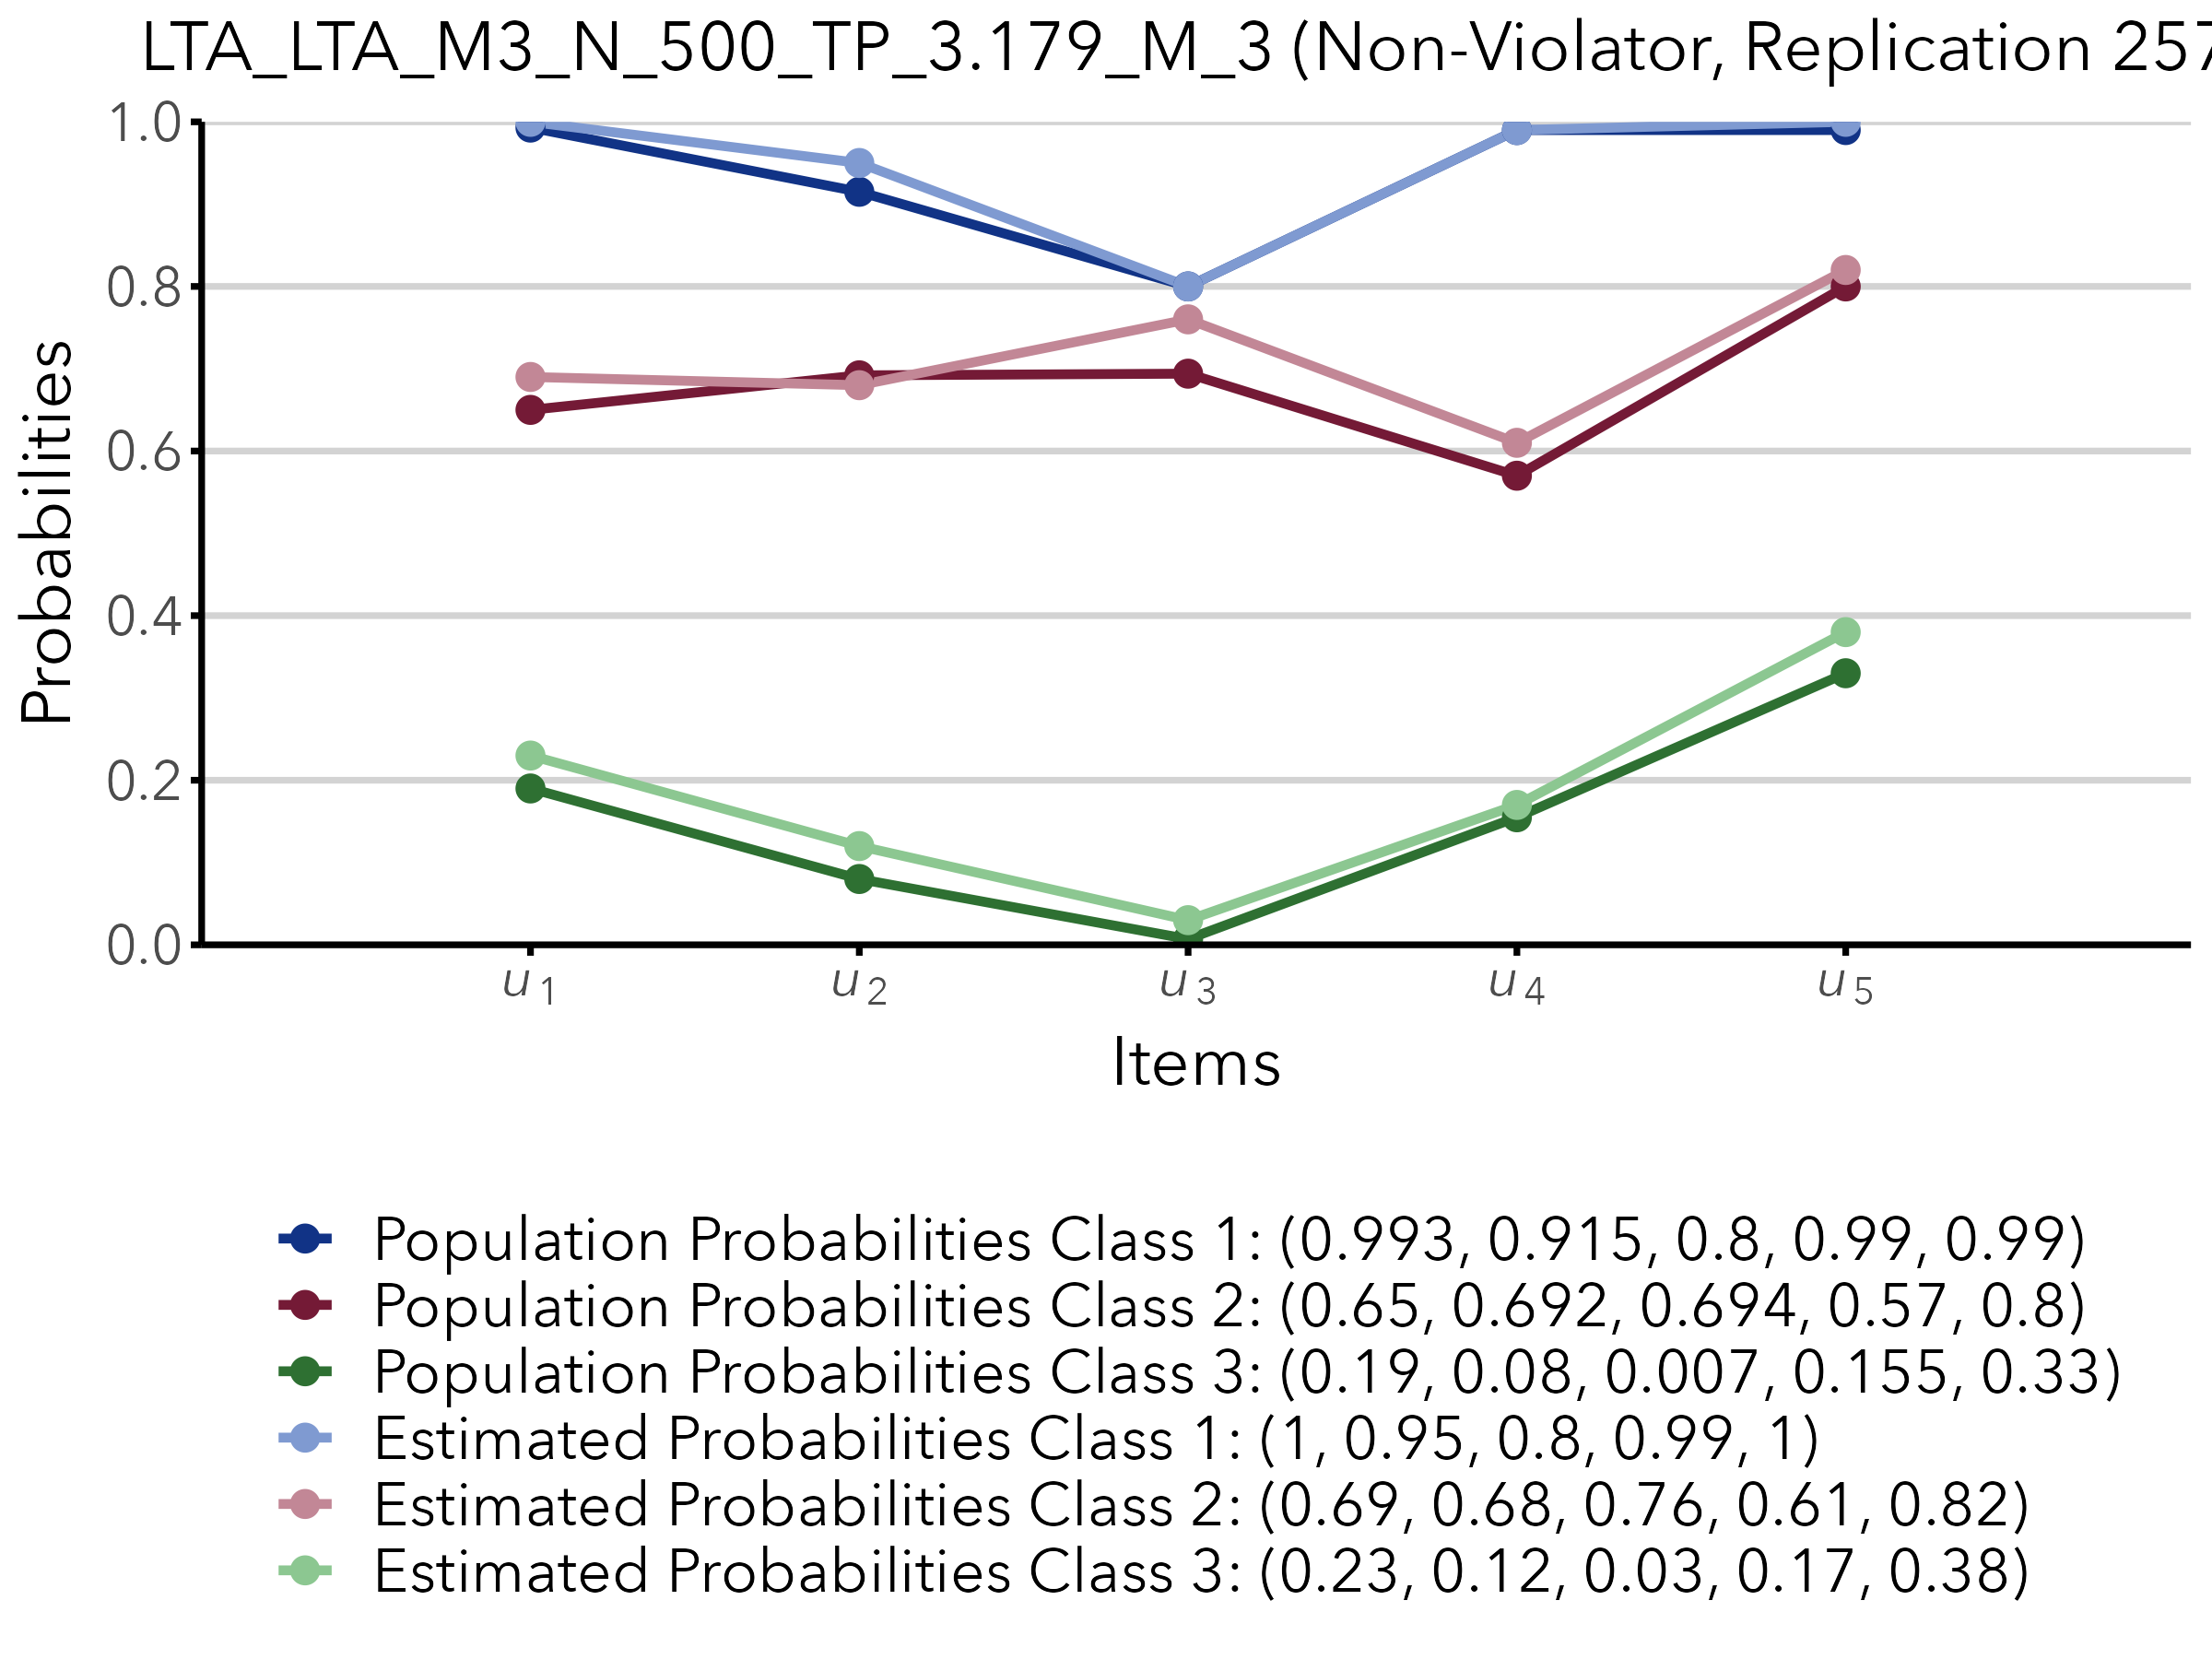 LTA_LTA_M3_N_500_TP_3.179_M_3 (Non-Violator, Replication 257
1.0
0.8
0.6
0.4
0.2
0.0
Probabilities
u1 u2 u3 u4 u5
Items
Population Probabilities Class 1: (0.993, 0.915, 0.8, 0.99, 0.99)
Population Probabilities Class 2: (0.65, 0.692, 0.694, 0.57, 0.8)
Population Probabilities Class 3: (0.19, 0.08, 0.007, 0.155, 0.33)
Estimated Probabilities Class 1: (1, 0.95, 0.8, 0.99, 1)
Estimated Probabilities Class 2: (0.69, 0.68, 0.76, 0.61, 0.82)
Estimated Probabilities Class 3: (0.23, 0.12, 0.03, 0.17, 0.38)